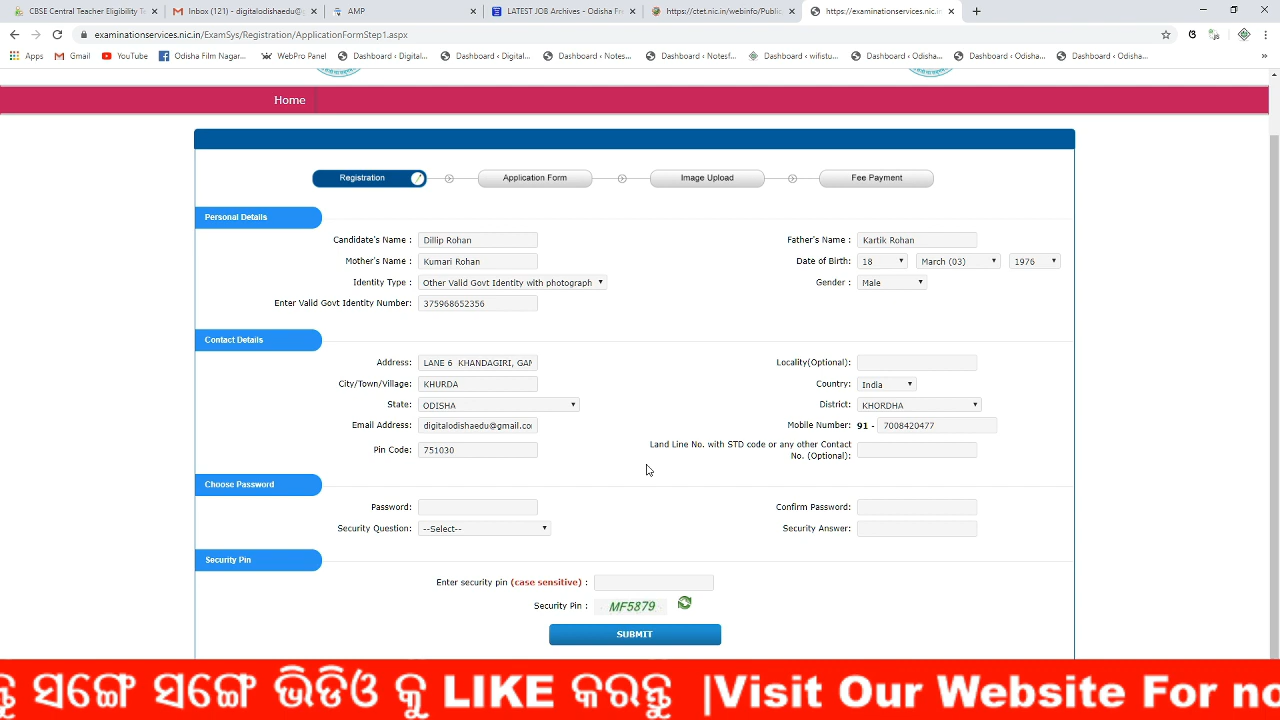 CBSE Central Teacher Eligibility Te
Inbox (121) - digitalodishaedu@g
AMP
LATEST JOB Archives - Odisha Fr
https://ctet.nic.in/webinfo/Public
https://examinationservices.nic.in
examinationservices.nic.in/ExamSys/Registration/ApplicationFormStep1.aspx
Apps Gmail YouTube Odisha Film Nagar... WebPro Panel Dashboard ‹ Digital... Dashboard ‹ Digital... Dashboard ‹ Notes... Dashboard ‹ Notesf... Dashboard ‹ wifistu... Dashboard ‹ Odisha... Dashboard ‹ Odisha... Dashboard ‹ Odisha... »
Home
Registration Application Form Image Upload Fee Payment
Personal Details
Candidate's Name : Dillip Rohan Father's Name : Kartik Rohan
Mother's Name : Kumari Rohan Date of Birth: 18 March (03) 1976
Identity Type : Other Valid Govt Identity with photograph Gender : Male
Enter Valid Govt Identity Number: 375968652356
Contact Details
Address: LANE 6 KHANDAGIRI, GAN Locality(Optional):
City/Town/Village: KHURDA Country: India
State: ODISHA District: KHORDHA
Email Address: digitalodishaedu@gmail.co Mobile Number: 91 - 7008420477
Pin Code: 751030 Land Line No. with STD code or any other Contact
No. (Optional):
Choose Password
Password: Confirm Password:
Security Question: --Select-- Security Answer:
Security Pin
Enter security pin (case sensitive) :
Security Pin : MF5879
SUBMIT
ସଙ୍ଗେ ସଙ୍ଗେ ଭିଡିଓ କୁ LIKE କରନ୍ତୁ |Visit Our Website For no